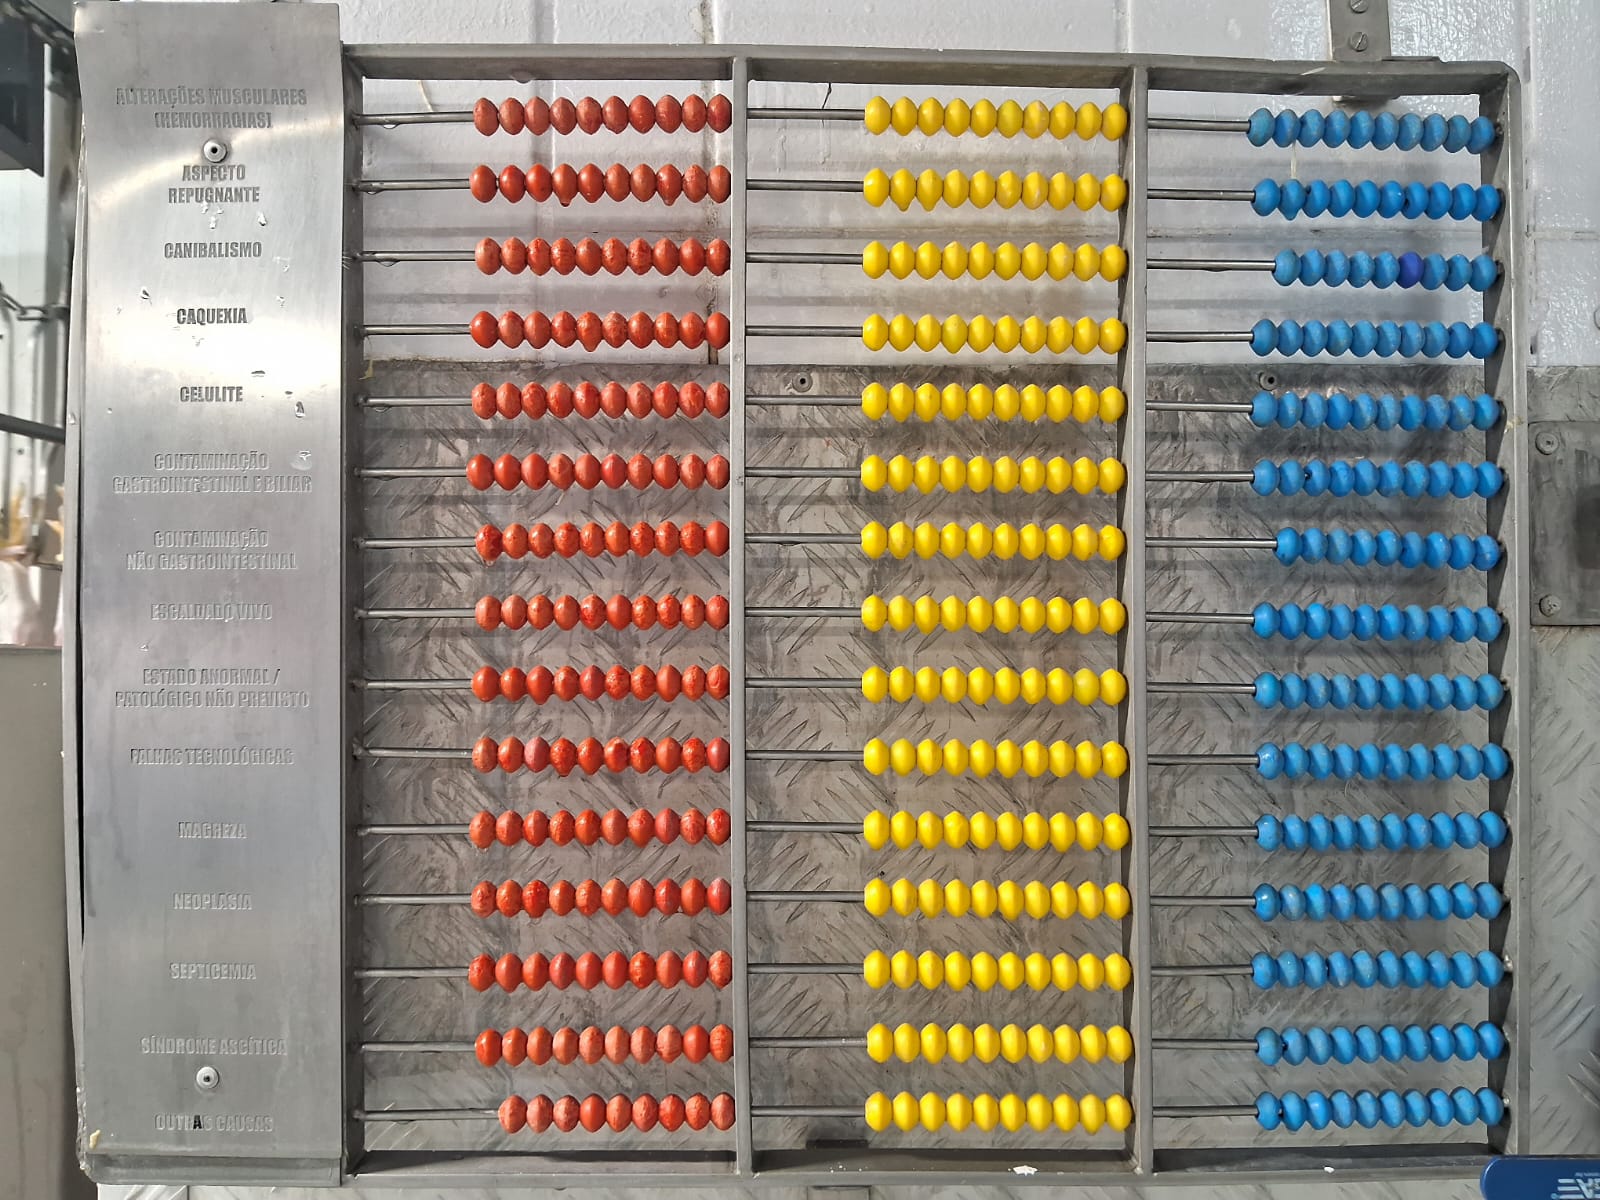 ALTERAÇÕES MUSCULARES
(HEMORRAGIAS)
ASPECTO
REPUGNANTE
CANIBALISMO
CAQUEXIA
CELULITE
CONTAMINAÇÃO
GASTROINTESTINAL E BILIAR
CONTAMINAÇÃO
NÃO GASTROINTESTINAL
ESCALDADO VIVO
ESTADO ANORMAL /
PATOLÓGICO NÃO PREVISTO
FALHAS TECNOLÓGICAS
MAGREZA
NEOPLASIA
SEPTICEMIA
SÍNDROME ASCÍTICA
OUTRAS CAUSAS